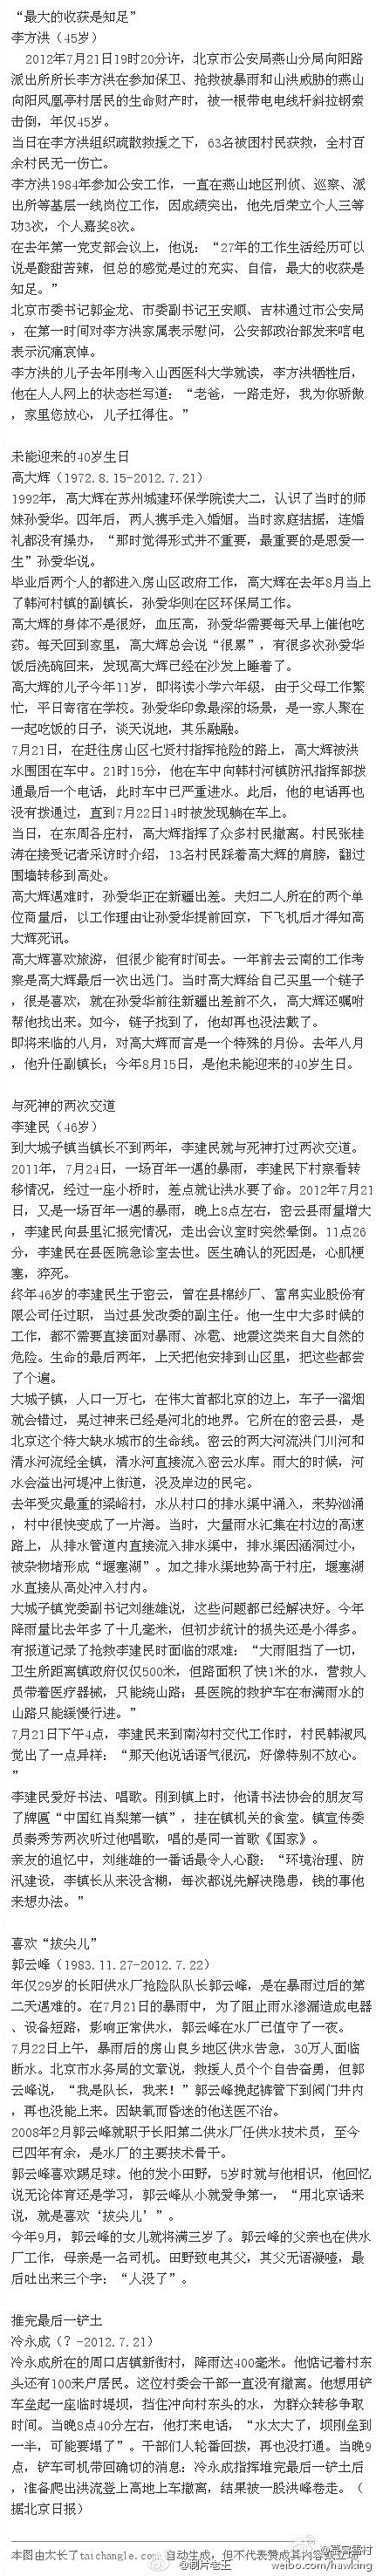 “最大的收获是知足”
李方洪（45岁）
2012年7月21日19时20分许，北京市公安局燕山分局向阳路
派出所所长李方洪在参加保卫、抢救被暴雨和山洪威胁的燕山
向阳凤凰亭村居民的生命财产时，被一根带电电线杆斜拉钢索
击倒，年仅45岁。
当日在李方洪组织疏散救援之下，63名被困村民获救，全村百
余村民无一伤亡。
李方洪1984年参加公安工作，一直在燕山地区刑侦、巡察、派
出所等基层一线岗位工作，因成绩突出，他先后荣立个人三等
功3次，个人嘉奖8次。
在去年第一党支部会议上，他说：“27年的工作生活经历可以
说是酸甜苦辣，但总的感觉是过的充实、自信，最大的收获是
知足。”
北京市委书记郭金龙、市委副书记王安顺、吉林通过市公安局
，在第一时间对李方洪家属表示慰问，公安部政治部发来唁电
表示沉痛哀悼。
李方洪的儿子去年刚考入山西医科大学就读，李方洪牺牲后，
他在人人网上的状态栏写道：“老爸，一路走好，我为你骄傲
，家里您放心，儿子扛得住。”
未能迎来的40岁生日
高大辉（1972.8.15-2012.7.21）
1992年，高大辉在苏州城建环保学院读大二，认识了当时的师
妹孙爱华。四年后，两人携手走入婚姻。当时家庭拮据，连婚
礼都没有操办，“那时觉得形式并不重要，最重要的是恩爱一
生”孙爱华说。
毕业后两个人的都进入房山区政府工作，高大辉在去年8月当上
了韩河村镇的副镇长，孙爱华则在区环保局工作。
高大辉的身体不是很好，血压高，孙爱华需要每天早上催他吃
药。每天回到家里，高大辉总会说“很累”，有很多次孙爱华
饭后洗碗回来，发现高大辉已经在沙发上睡着了。
高大辉的儿子今年11岁，即将读小学六年级，由于父母工作繁
忙，平日寄宿在学校。孙爱华印象最深的场景，是一家人聚在
一起吃饭的日子，谈天说地，其乐融融。
7月21日，在赶往房山区七贤村指挥抢险的路上，高大辉被洪
水围困在车中。21时15分，他在车中向韩村河镇防汛指挥部拨
通最后一个电话，此时车中已严重进水。此后，他的电话再也
没有拨通过，直到7月22日14时被发现躺在车上。
当日，在东周各庄村，高大辉指挥了众多村民撤离。村民张桂
涛在接受记者采访时介绍，13名村民踩着高大辉的肩膀，翻过
围墙转移到高处。
高大辉遇难时，孙爱华正在新疆出差。夫妇二人所在的两个单
位商量后，以工作理由让孙爱华提前回京，下飞机后才得知高
大辉死讯。
高大辉喜欢旅游，但很少能有时间去。一年前去云南的工作考
察是高大辉最后一次出远门。当时高大辉给自己买里一个链子
，很是喜欢，就在孙爱华前往新疆出差前不久，高大辉还嘱咐
帮他找出来。如今，链子找到了，他却再也没法戴了。
即将来临的八月，对高大辉而言是一个特殊的月份。去年八月
，他升任副镇长；今年8月15日，是他未能迎来的40岁生日。
与死神的两次交道
李建民（46岁）
到大城子镇当镇长不到两年，李建民就与死神打过两次交道。
2011年，7月24日，一场百年一遇的暴雨，李建民下村察看转
移情况，经过一座小桥时，差点就让洪水要了命。2012年7月21
日，又是一场百年一遇的暴雨，晚上8点左右，密云县雨量增大
，李建民向县里汇报完情况，走出会议室时突然晕倒。11点26
分，李建民在县医院急诊室去世。医生确认的死因是，心肌梗
塞，猝死。
终年46岁的李建民生于密云，曾在县棉纱厂、富帛实业股份有
限公司任过职，当过县发改委的副主任。他一生中大多时候的
工作，都不需要直接面对暴雨、冰雹、地震这类来自大自然的
危险。生命的最后两年，上天把他安排到山区里，把这些都尝
了个遍。
大城子镇，人口一万七，在伟大首都北京的边上，车子一溜烟
就会错过，晃过神来已经是河北的地界。它所在的密云县，是
北京这个特大缺水城市的生命线。密云的两大河流洪门川河和
清水河流经全镇，清水河直接流入密云水库。雨大的时候，河
水会溢出河堤冲上街道，没及岸边的民宅。
去年受灾最重的梁峪村，水从村口的排水渠中涌入，来势汹涌
，村中很快变成了一片海。当时，大量雨水汇集在村边的高速
路上，从排水管道内直接流入排水渠中，排水渠因涵洞过小，
被杂物堵形成“堰塞湖”。加之排水渠地势高于村庄，堰塞湖
水直接从高处冲入村内。
大城子镇党委副书记刘继雄说，这些问题都已经解决好。今年
降雨量比去年多了十几毫米，但初步统计的损失还是小得多。
有报道记录了抢救李建民时面临的艰难：“大雨阻挡了一切，
卫生所距离镇政府仅仅500米，但路面积了快1米的水，营救人
员带着医疗器械，只能绕山路；县医院的救护车在布满雨水的
山路只能缓慢行进。”
7月21日下午4点，李建民来到南沟村交代工作时，村民韩淑凤
觉出了一点异样：“那天他说话语气很沉，好像特别不放心。
”
李建民爱好书法、唱歌。刚到镇上时，他请书法协会的朋友写
了牌匾“中国红肖梨第一镇”，挂在镇机关的食堂。镇宣传委
员秦秀芳两次听过他唱歌，唱的是同一首歌《国家》。
亲友的追忆中，刘继雄的一番话最令人心酸：“环境治理、防
汛建设，李镇长从来没含糊，每次都说先解决隐患，钱的事他
来想办法。”
喜欢“拔尖儿”
郭云峰（1983.11.27-2012.7.22）
年仅29岁的长阳供水厂抢险队队长郭云峰，是在暴雨过后的第
二天遇难的。在7月21日的暴雨中，为了阻止雨水渗漏造成电器
、设备短路，影响正常供水，郭云峰在水厂已值守了一夜。
7月22日上午，暴雨后的房山良乡地区供水告急，30万人面临
断水。北京市水务局的文章说，救援人员个个自告奋勇，但郭
云峰说，“我是队长，我来！”郭云峰挽起裤管下到阀门井内
，再也没能上来。因缺氧而昏迷的他送医不治。
2008年2月郭云峰就职于长阳第二供水厂任供水技术员，至今
已四年有余，是水厂的主要技术骨干。
郭云峰喜欢踢足球。他的发小田野，5岁时就与他相识，他回忆
说无论体育还是学习，郭云峰从小就爱争第一，“用北京话来
说，就是喜欢‘拔尖儿’”。
今年9月，郭云峰的女儿就将满三岁了。郭云峰的父亲也在供水
厂工作，母亲是一名司机。田野致电其父，其父无语凝噎，最
后吐出来三个字：“人没了”。
推完最后一铲土
冷永成（？-2012.7.21）
冷永成所在的周口店镇新街村，降雨达400毫米。他惦记着村东
头还有100来户居民。这位村委会干部一直没有撤离。他想用铲
车垒起一座临时堤坝，挡住冲向村东头的水，为群众转移争取
时间。当晚8点40分左右，他打来电话，“水太大了，坝刚垒到
一半，可能要塌了”。干部们人轮番回拨，再也没打通。当晚9
点，铲车司机带回确切的消息：冷永成指挥堆完最后一铲土后
，准备爬出洪流登上高地上车撤离，结果被一股洪峰卷走。（
据北京日报）
本图由太长了taichangle.com 自动生成，但不代表赞成其内容或立场
@制片老王
weibo.com/hawking